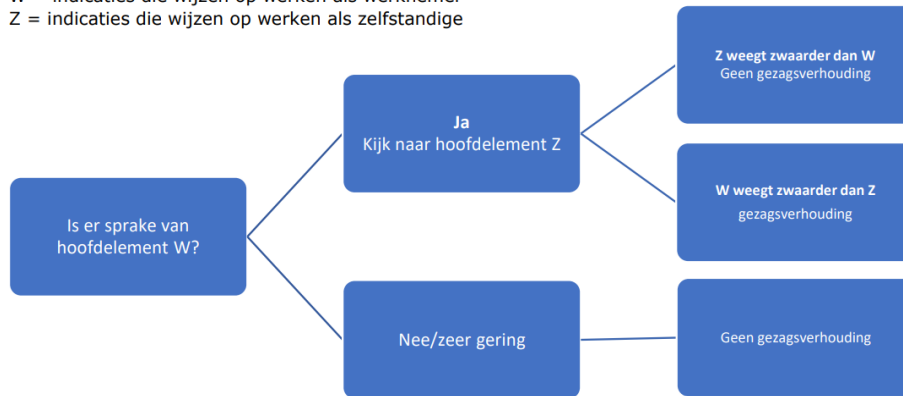 W = indicaties die wijzen op werken als werknemer
Z = indicaties die wijzen op werken als zelfstandige
Z weegt zwaarder dan W
Geen gezagsverhouding
Ja
Kijk naar hoofdelement Z
W weegt zwaarder dan Z
gezagsverhouding
Is er sprake van
hoofdelement W?
Nee/zeer gering
Geen gezagsverhouding